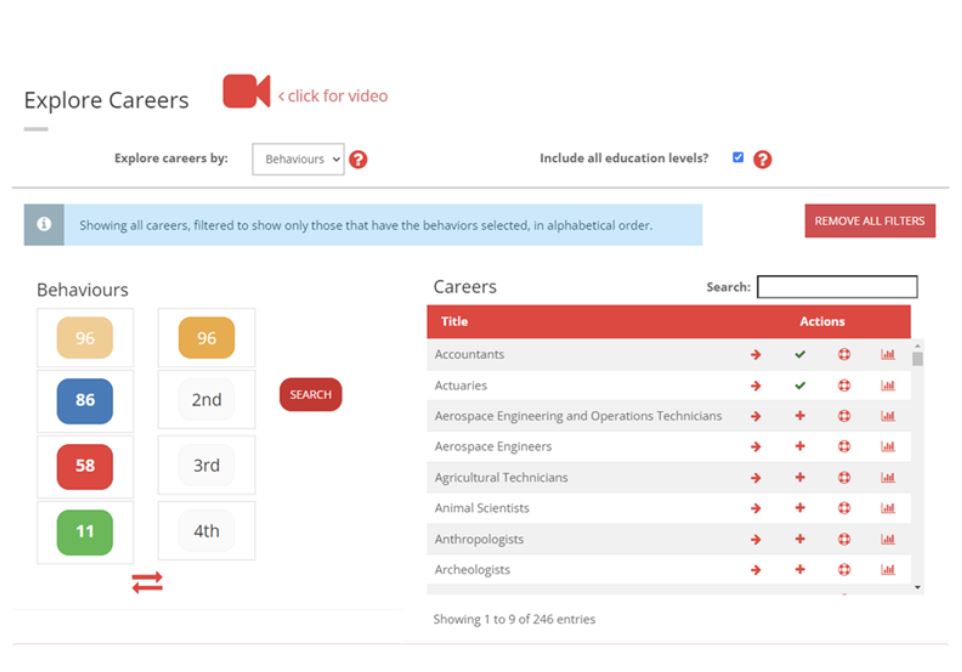 Explore Careers
< click for video
Explore careers by: Behaviours
Include all education levels?
Showing all careers, filtered to show only those that have the behaviors selected, in alphabetical order.
REMOVE ALL FILTERS
Behaviours
96 96
86 2nd
58 3rd
11 4th
SEARCH
Careers
Search:
Title Actions
Accountants
Actuaries
Aerospace Engineering and Operations Technicians
Aerospace Engineers
Agricultural Technicians
Animal Scientists
Anthropologists
Archeologists
Showing 1 to 9 of 246 entries